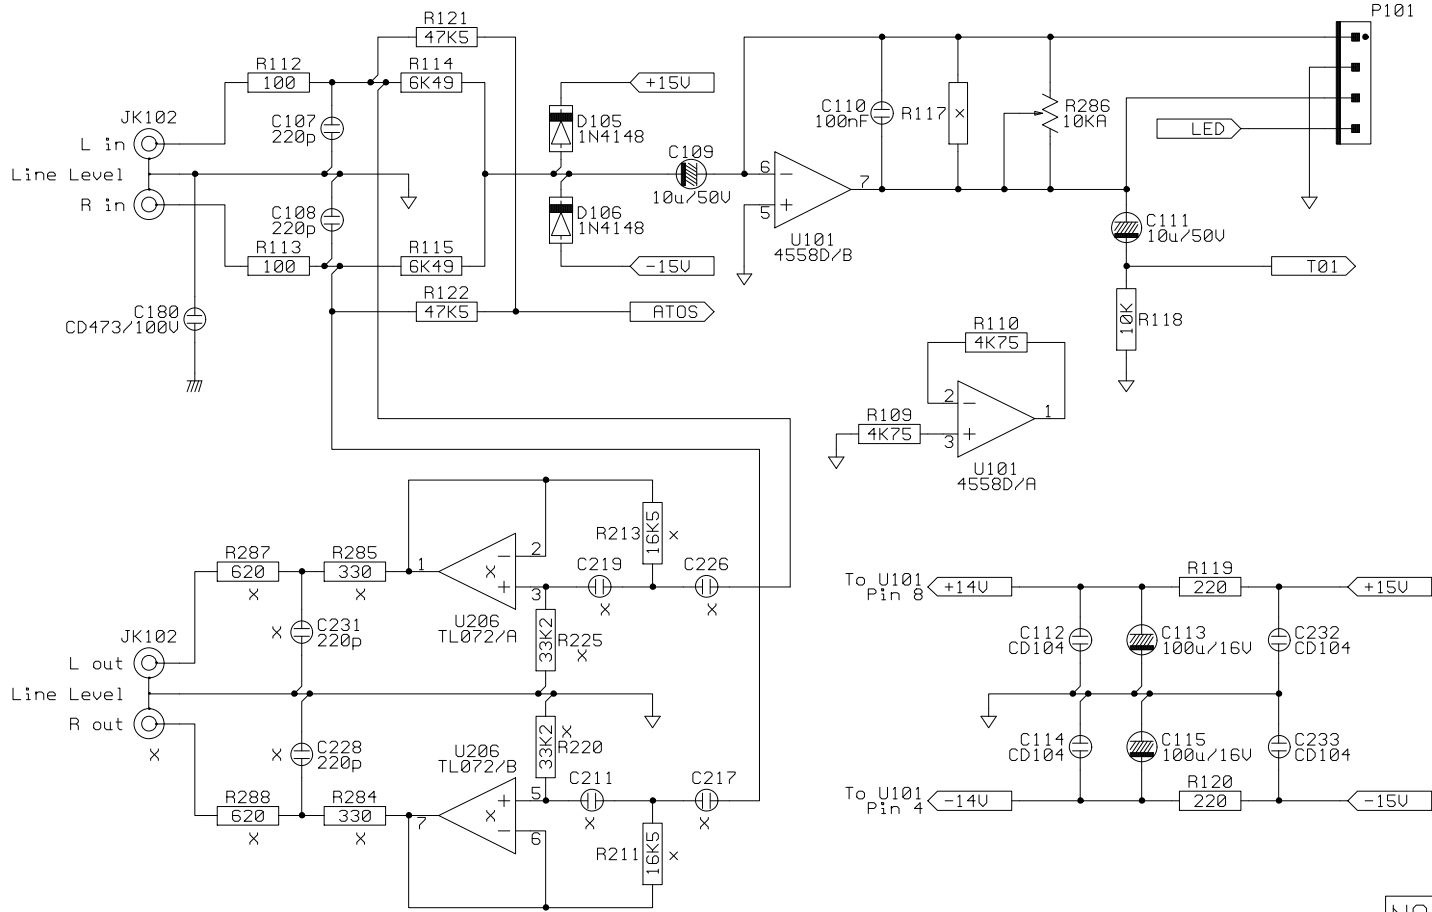 P101
R121
47K5
R112
100
R114
6K49
+15V
JK102
L in
Line Level
R in
C107
220p
C108
220p
D105
1N4148
D106
1N4148
C109
10u/50V
6
5
7
U101
4558D/B
C110
100nF
R117
x
R286
10KA
LED
C111
10u/50V
T01
10K
R118
R113
100
R115
6K49
-15V
R122
47K5
ATOS
C180
CD473/100V
R110
4K75
R109
4K75
2
3
1
U101
4558D/A
R287
620
x
R285
330
x
1
x
2
3
U206
TL072/A
R213
16K5
x
C219
x
C226
x
x
C231
220p
33K2
R225
x
JK102
L out
Line Level
R out
x
x
C228
220p
U206
TL072/B
33K2
x
R220
R288
620
x
R284
330
x
7
x
5
6
C211
x
C217
x
R211
16K5
x
To U101
Pin 8
+14V
R119
220
+15V
C112
CD104
C113
100u/16V
C232
CD104
C114
CD104
C115
100u/16V
C233
CD104
To U101
Pin 4
-14V
R120
220
-15V